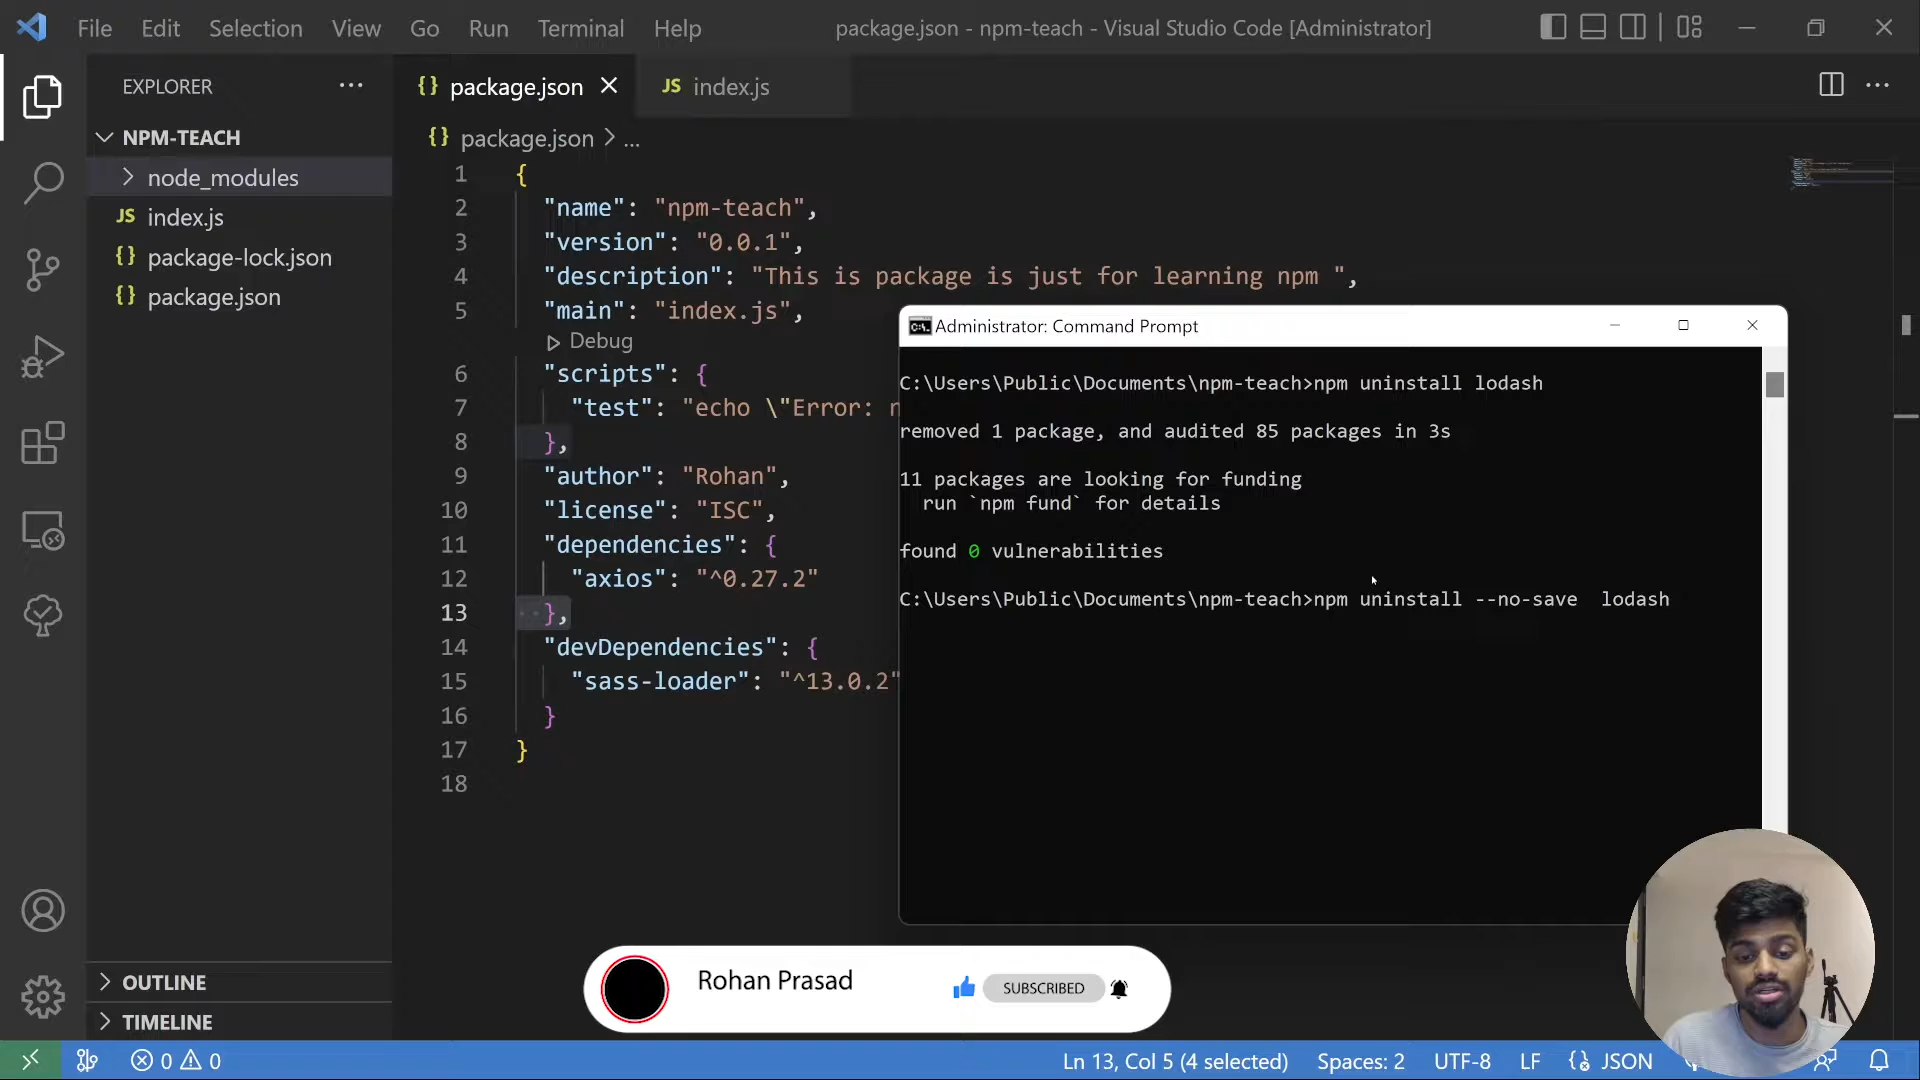 File Edit Selection View Go Run Terminal Help
package.json - npm-teach - Visual Studio Code [Administrator]
EXPLORER
NPM-TEACH
node_modules
JS index.js
{} package-lock.json
{} package.json
OUTLINE
TIMELINE
{} package.json
JS index.js
{} package.json > ...
1 {
2 "name": "npm-teach",
3 "version": "0.0.1",
4 "description": "This is package is just for learning npm ",
5 "main": "index.js",
Debug
6 "scripts": {
7 "test": "echo \"Error: n
8 },
9 "author": "Rohan",
10 "license": "ISC",
11 "dependencies": {
12 "axios": "^0.27.2"
13 },
14 "devDependencies": {
15 "sass-loader": "^13.0.2"
16 }
17 }
18
Administrator: Command Prompt
C:\Users\Public\Documents\npm-teach>npm uninstall lodash
removed 1 package, and audited 85 packages in 3s
11 packages are looking for funding
run `npm fund` for details
found 0 vulnerabilities
C:\Users\Public\Documents\npm-teach>npm uninstall --no-save  lodash
Rohan Prasad
SUBSCRIBED
0 0
Ln 13, Col 5 (4 selected) Spaces: 2 UTF-8 LF {} JSON